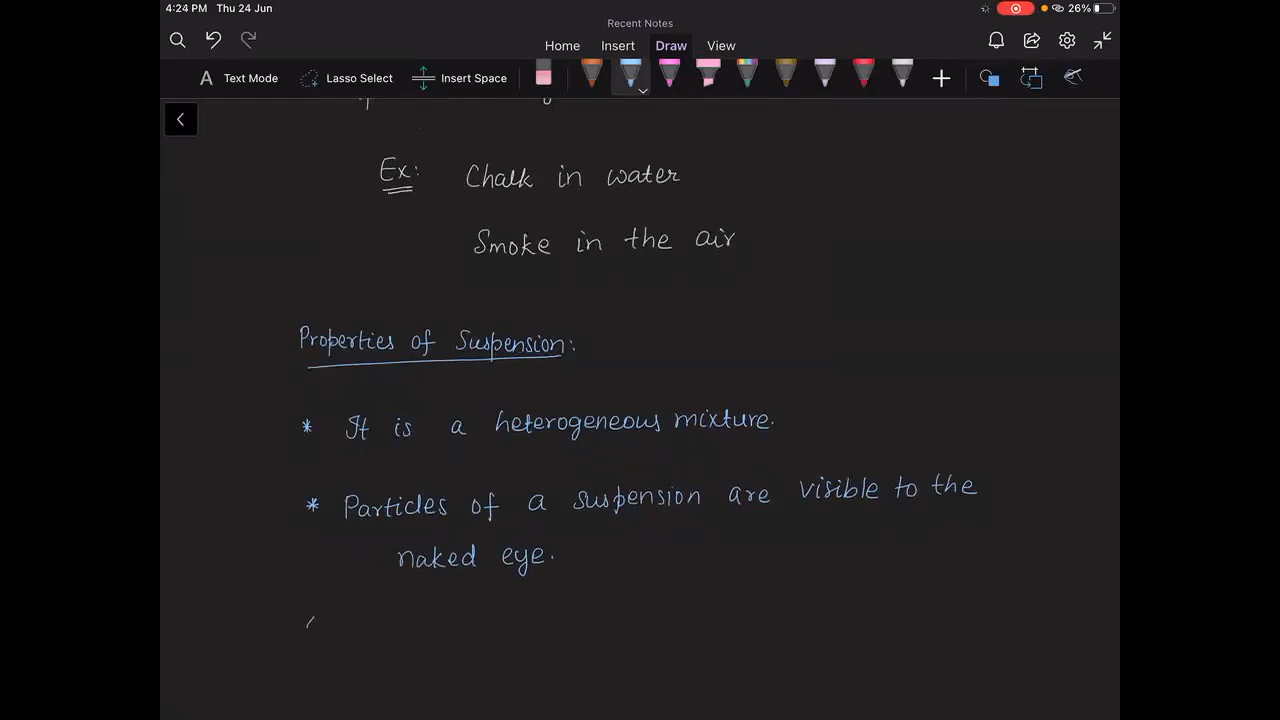 4:24 PM Thu 24 Jun
26%
Recent Notes
Home Insert Draw View
A Text Mode Lasso Select Insert Space
Ex: Chalk in water
Smoke in the air
Properties of Suspension:
* It is a heterogeneous mixture.
* Particles of a suspension are visible to the
naked eye.